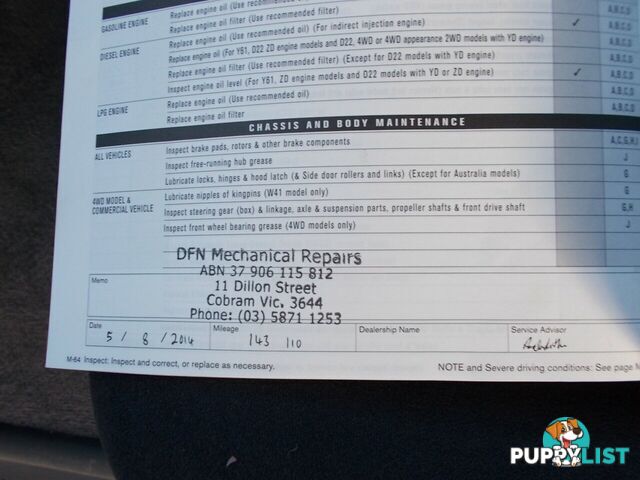 Replace engine oil (Use recommended filter)
GASOLINE ENGINE
Replace engine oil filter (Use recommended filter)
A,B,C,D
Replace engine oil (Use recommended oil) (For indirect injection engine)
✓
A,B,C,D
DIESEL ENGINE
Replace engine oil (For Y61, D22 ZD engine models and D22, 4WD or 4WD appearance 2WD models with YD engine)
A,B,C,D
Replace engine oil filter (Use recommended filter) (Except for D22 models with YD engine)
A,B,C,D
Inspect engine oil level (For Y61, ZD engine models and D22 models with YD or ZD engine)
✓
A,B,C,D
Replace engine oil (Use recommended oil)
A,B,C,D
LPG ENGINE
Replace engine oil filter
A,B,C,D
CHASSIS AND BODY MAINTENANCE
ALL VEHICLES
Inspect brake pads, rotors & other brake components
A,C,G,H,I
Inspect free-running hub grease
J
Lubricate locks, hinges & hood latch (& Side door rollers and links) (Except for Australia models)
G
4WD MODEL &
COMMERCIAL VEHICLE
Lubricate nipples of kingpins (W41 model only)
G
Inspect steering gear (box) & linkage, axle & suspension parts, propeller shafts & front drive shaft
G,H
Inspect front wheel bearing grease (4WD models only)
J
DFN Mechanical Repairs
ABN 37 906 115 812
11 Dillon Street
Cobram Vic. 3644
Phone: (03) 5871 1253
Memo
Date
5 / 8 / 2014
Mileage
143 110
Dealership Name
Service Advisor
M-64 Inspect: Inspect and correct, or replace as necessary.
NOTE and Severe driving conditions: See page M
PUPPYLIST